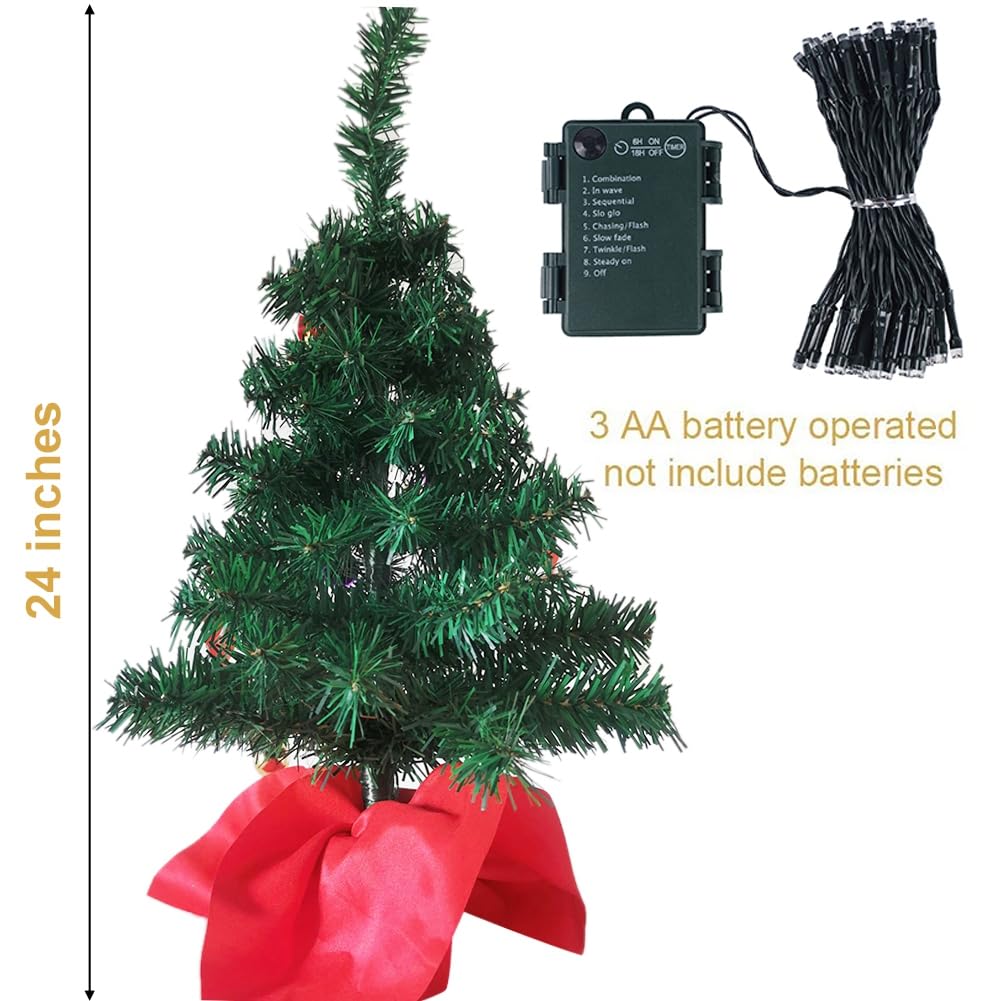 24 inches
6H ON
18H OFF
TIMER
1. Combination
2. In wave
3. Sequential
4. Slo glo
5. Chasing/Flash
6. Slow fade
7. Twinkle/Flash
8. Steady on
9. Off
3 AA battery operated
not include batteries